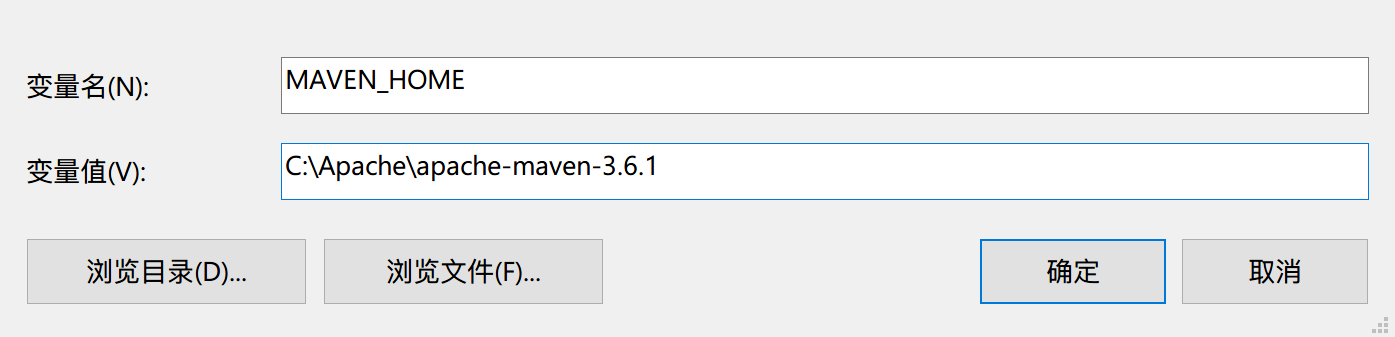 变量名(N):
MAVEN_HOME
变量值(V):
C:\Apache\apache-maven-3.6.1
浏览目录(D)...
浏览文件(F)...
确定
取消